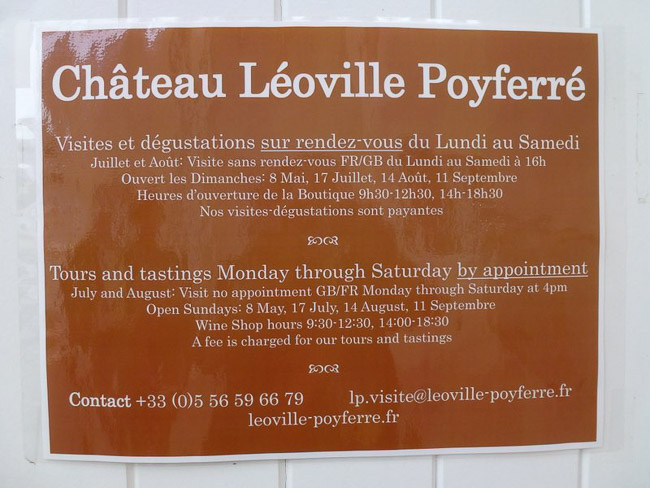 Château Léoville Poyferré
Visites et dégustations sur rendez-vous du Lundi au Samedi
Juillet et Août: Visite sans rendez-vous FR/GB du Lundi au Samedi à 16h
Ouvert les Dimanches: 8 Mai, 17 Juillet, 14 Août, 11 Septembre
Heures d'ouverture de la Boutique 9h30-12h30, 14h-18h30
Nos visites-dégustations sont payantes
Tours and tastings Monday through Saturday by appointment
July and August: Visit no appointment GB/FR Monday through Saturday at 4pm
Open Sundays: 8 May, 17 July, 14 August, 11 Septembre
Wine Shop hours 9:30-12:30, 14:00-18:30
A fee is charged for our tours and tastings
Contact +33 (0)5 56 59 66 79 lp.visite@leoville-poyferre.fr
leoville-poyferre.fr